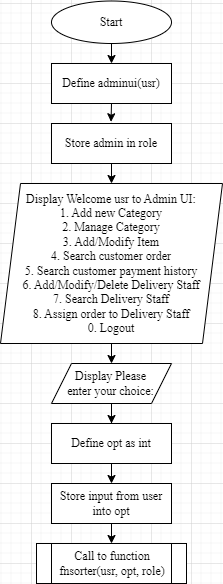 Start
Define adminui(usr)
Store admin in role
Display Welcome usr to Admin UI:
1. Add new Category
2. Manage Category
3. Add/Modify Item
4. Search customer order
5. Search customer payment history
6. Add/Modify/Delete Delivery Staff
7. Search Delivery Staff
8. Assign order to Delivery Staff
0. Logout
Display Please
enter your choice:
Define opt as int
Store input from user
into opt
Call to function
fnsorter(usr, opt, role)